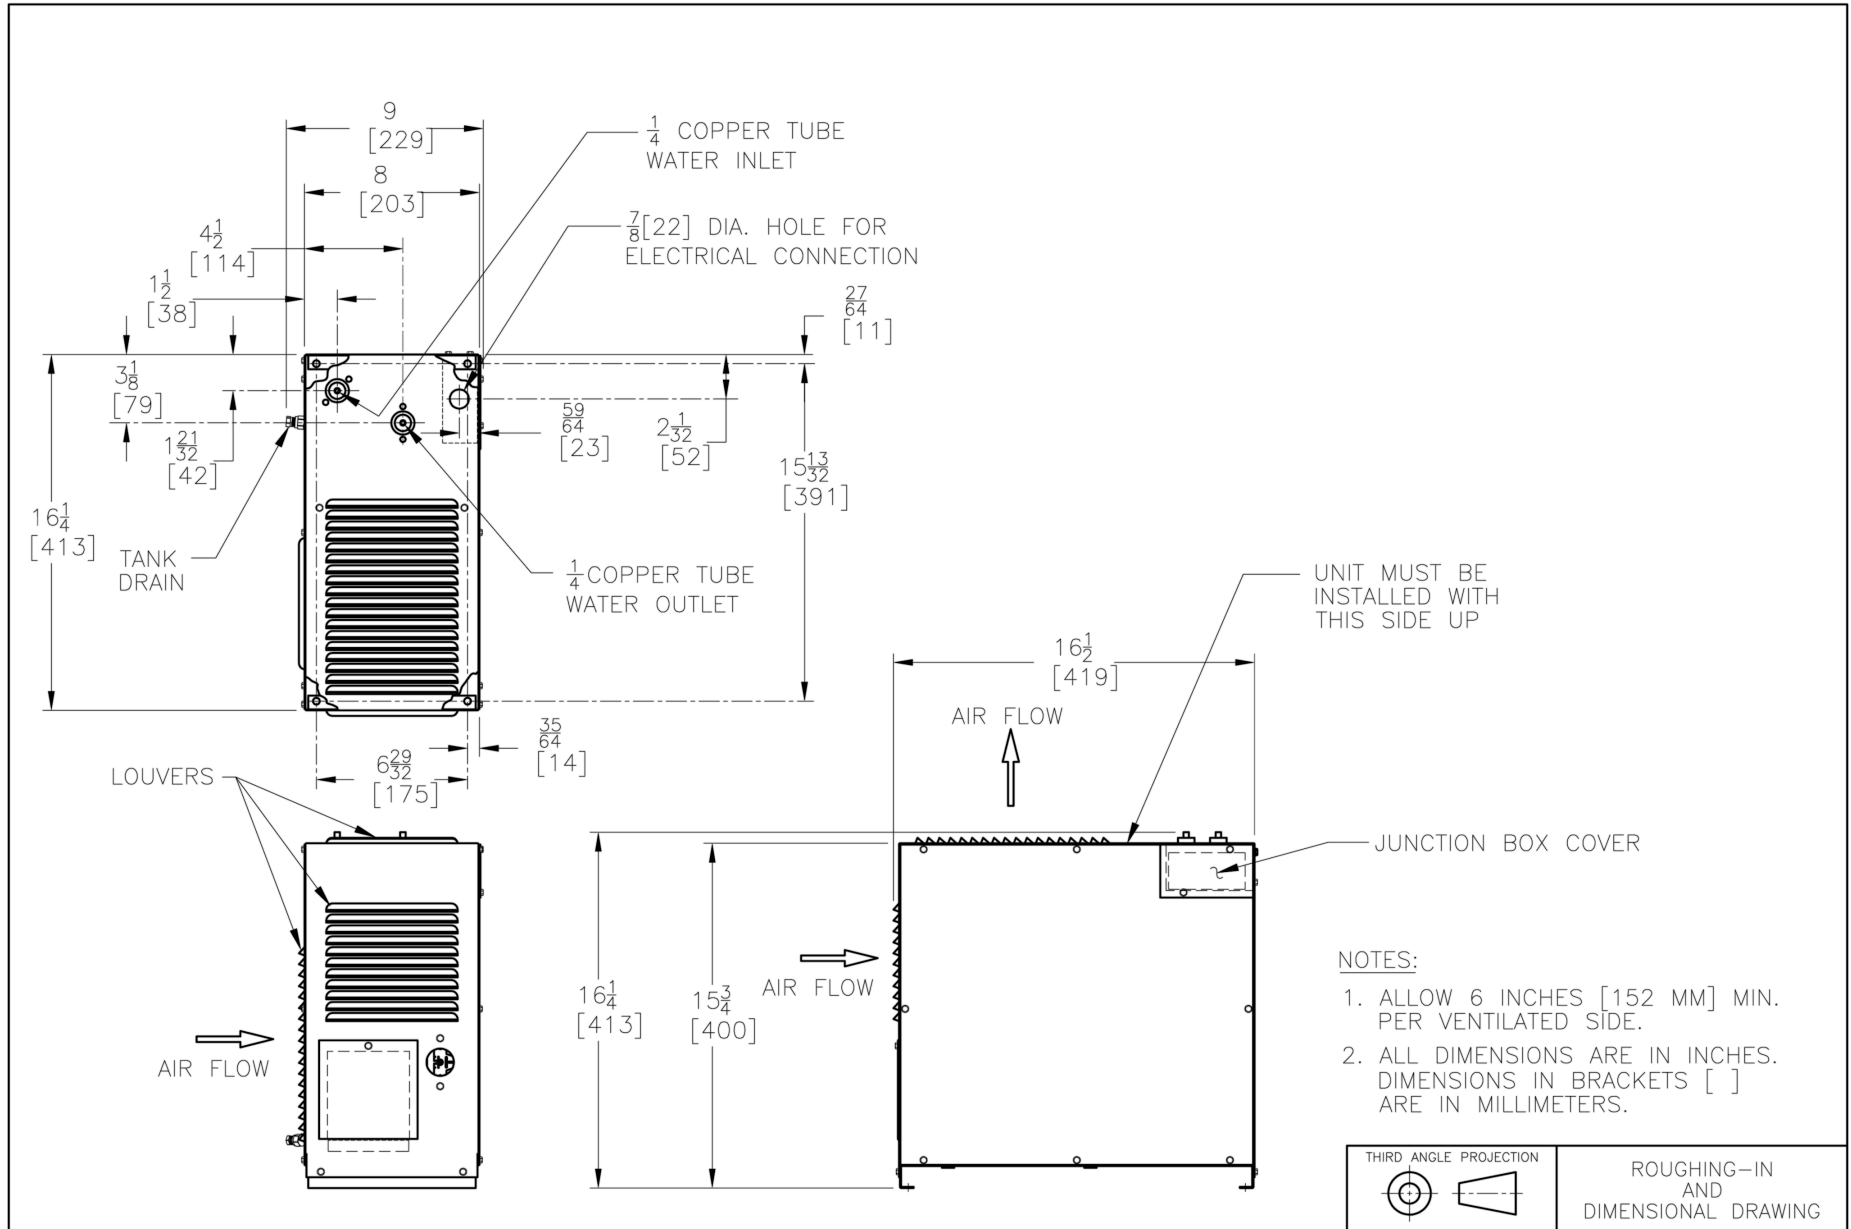 9
[229]
1/4 COPPER TUBE
WATER INLET
8
[203]
7/8[22] DIA. HOLE FOR
ELECTRICAL CONNECTION
4 1/2
[114]
1 1/2
[38]
27/64
[11]
3 1/8
[79]
1 21/32
[42]
59/64
[23]
2 1/32
[52]
15 13/32
[391]
16 1/4
[413]
TANK
DRAIN
1/4 COPPER TUBE
WATER OUTLET
UNIT MUST BE
INSTALLED WITH
THIS SIDE UP
16 1/2
[419]
AIR FLOW
35/64
[14]
6 29/32
[175]
LOUVERS
JUNCTION BOX COVER
AIR FLOW
16 1/4
[413]
15 3/4
[400]
AIR FLOW
NOTES:
1. ALLOW 6 INCHES [152 MM] MIN.
PER VENTILATED SIDE.
2. ALL DIMENSIONS ARE IN INCHES.
DIMENSIONS IN BRACKETS [ ]
ARE IN MILLIMETERS.
THIRD ANGLE PROJECTION
ROUGHING-IN
AND
DIMENSIONAL DRAWING